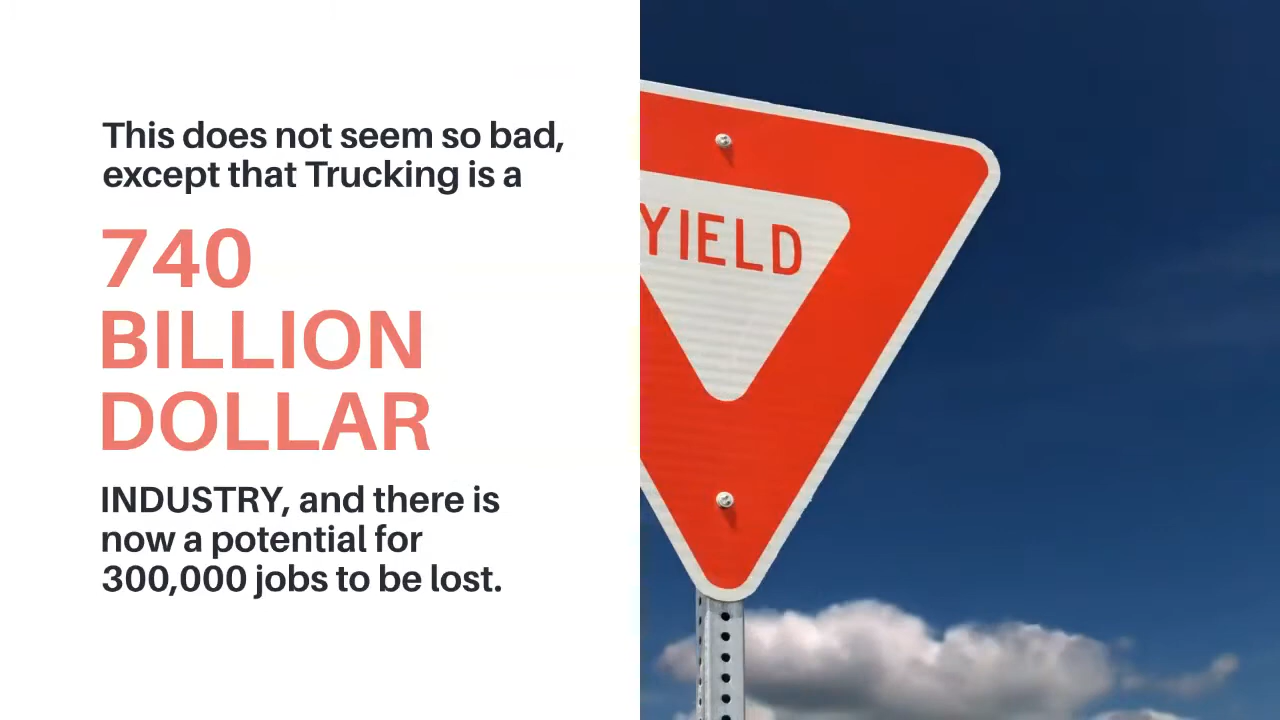 This does not seem so bad,
except that Trucking is a
740
BILLION
DOLLAR
INDUSTRY, and there is
now a potential for
300,000 jobs to be lost.
YIELD